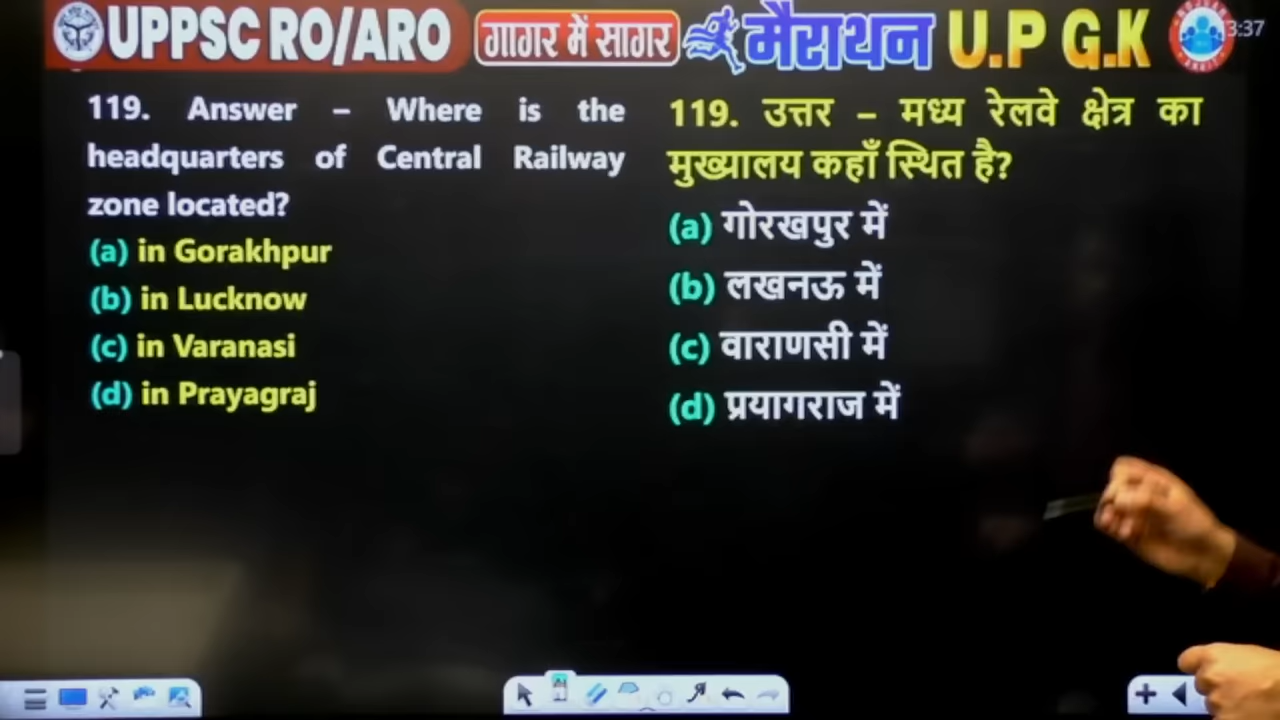 UPPSC RO/ARO गागर में सागर मैराथन U.P G.K
3:37
119. Answer – Where is the
headquarters of Central Railway
zone located?
(a) in Gorakhpur
(b) in Lucknow
(c) in Varanasi
(d) in Prayagraj
119. उत्तर – मध्य रेलवे क्षेत्र का
मुख्यालय कहाँ स्थित है?
(a) गोरखपुर में
(b) लखनऊ में
(c) वाराणसी में
(d) प्रयागराज में